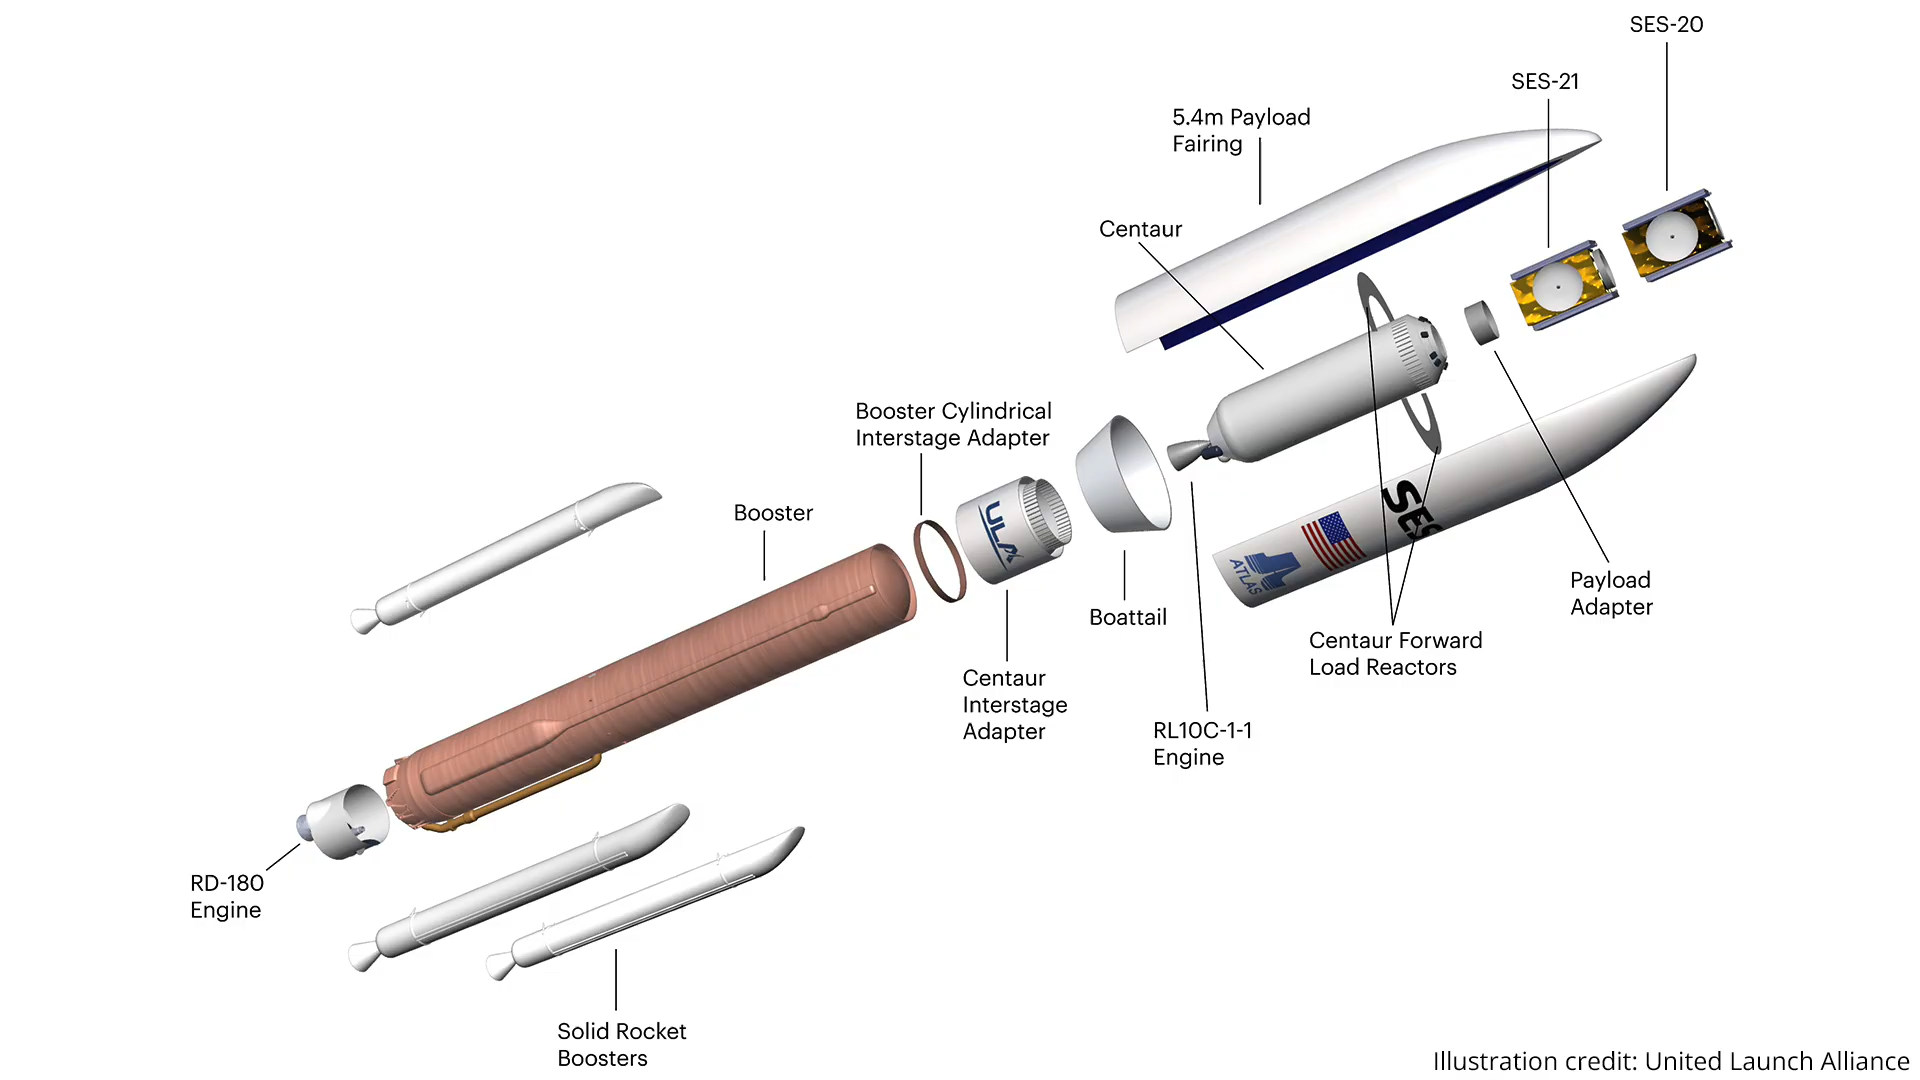 SES-20
SES-21
5.4m Payload
Fairing
Centaur
Booster Cylindrical
Interstage Adapter
Booster
ULA
SES
ATLAS
Boattail
Payload
Adapter
Centaur Forward
Load Reactors
Centaur
Interstage
Adapter
RL10C-1-1
Engine
RD-180
Engine
Solid Rocket
Boosters
Illustration credit: United Launch Alliance